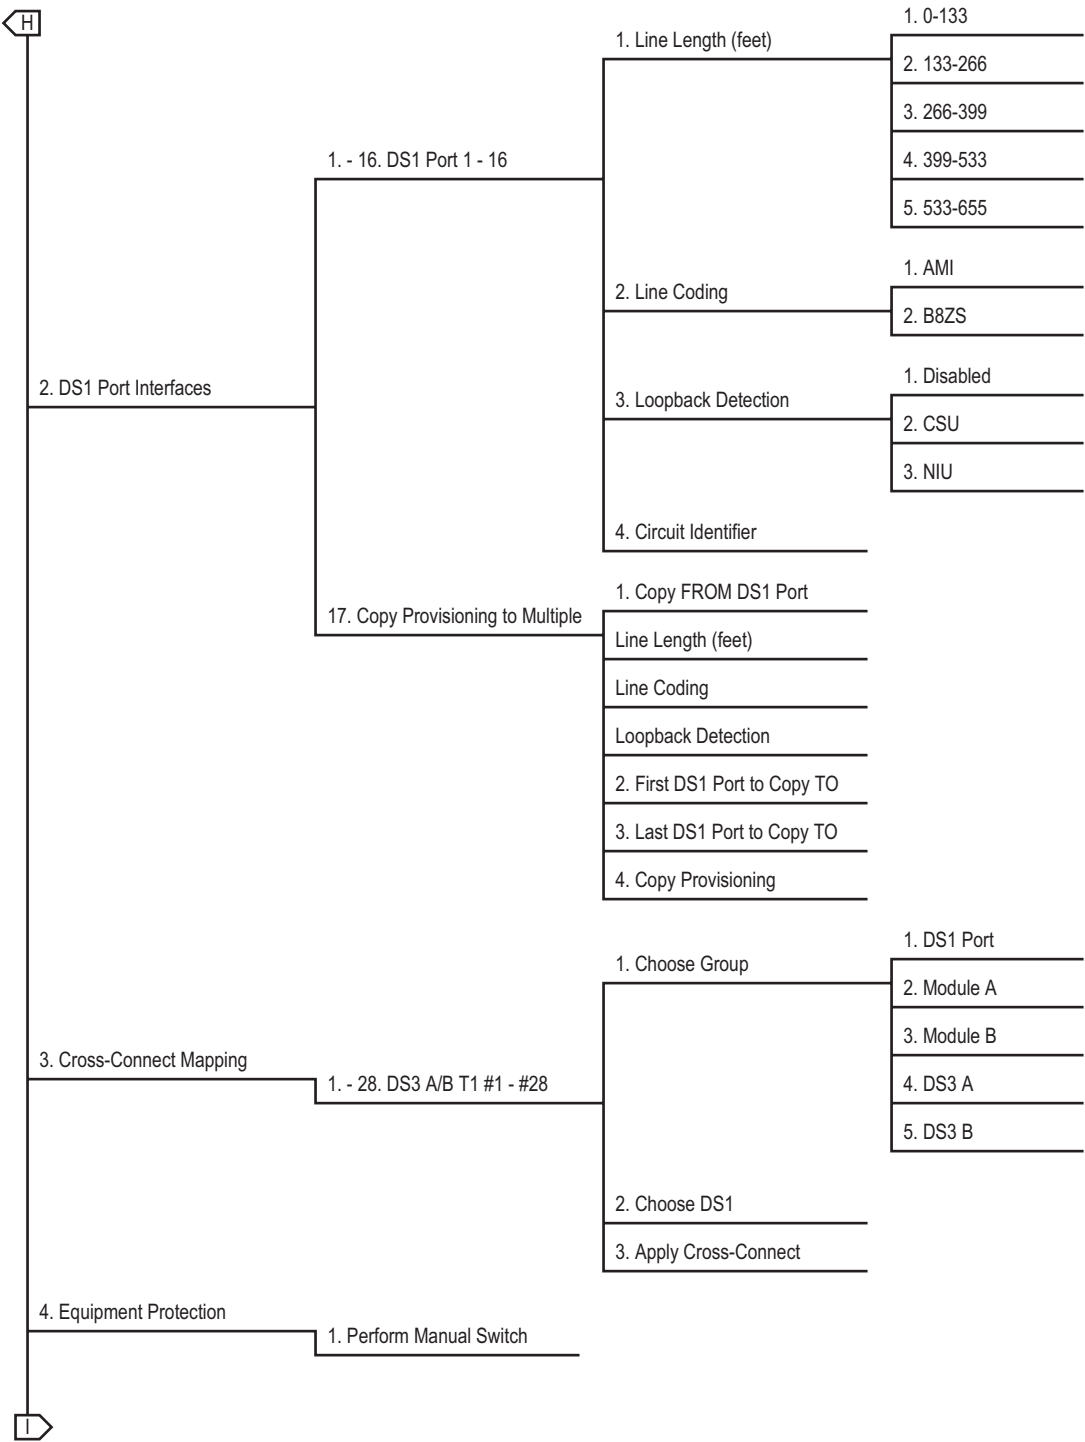 H
1. 0-133
1. Line Length (feet)
2. 133-266
3. 266-399
1. - 16. DS1 Port 1 - 16
4. 399-533
5. 533-655
1. AMI
2. Line Coding
2. B8ZS
1. Disabled
2. DS1 Port Interfaces
3. Loopback Detection
2. CSU
3. NIU
4. Circuit Identifier
1. Copy FROM DS1 Port
17. Copy Provisioning to Multiple
Line Length (feet)
Line Coding
Loopback Detection
2. First DS1 Port to Copy TO
3. Last DS1 Port to Copy TO
4. Copy Provisioning
1. DS1 Port
1. Choose Group
2. Module A
3. Module B
3. Cross-Connect Mapping
1. - 28. DS3 A/B T1 #1 - #28
4. DS3 A
5. DS3 B
2. Choose DS1
3. Apply Cross-Connect
4. Equipment Protection
1. Perform Manual Switch
I